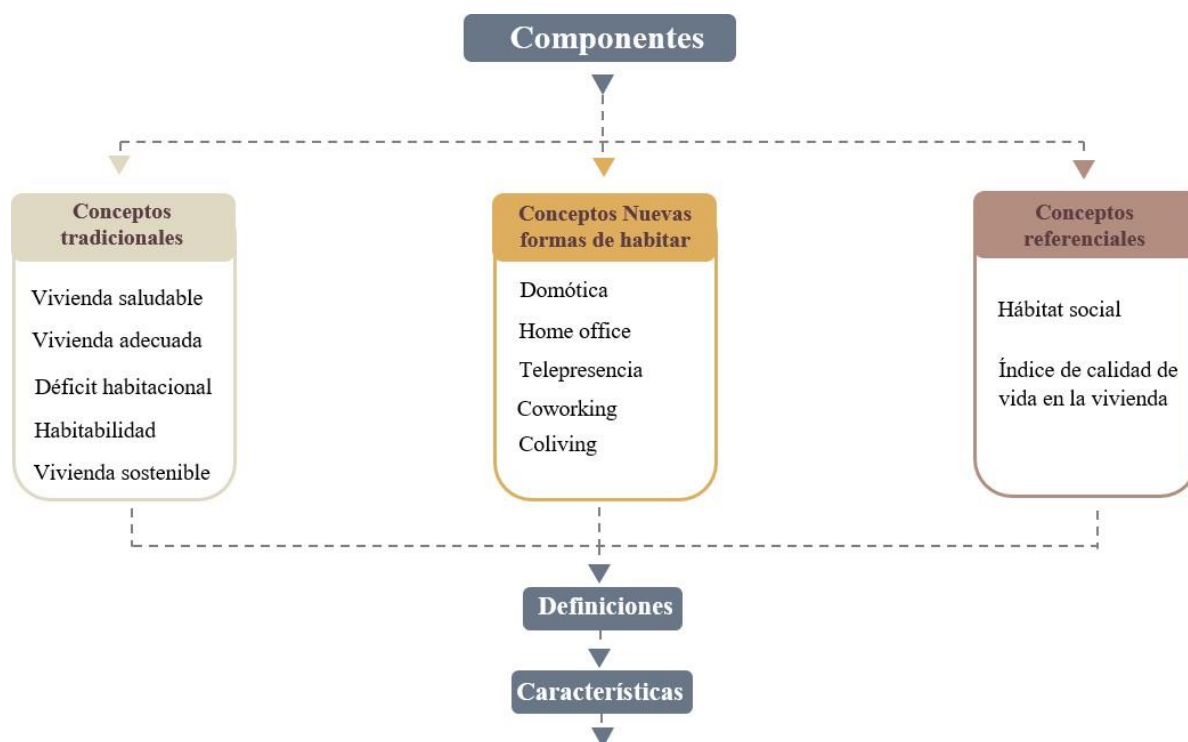 Componentes
Conceptos
tradicionales
Vivienda saludable
Vivienda adecuada
Déficit habitacional
Habitabilidad
Vivienda sostenible
Conceptos Nuevas
formas de habitar
Domótica
Home office
Telepresencia
Coworking
Coliving
Conceptos
referenciales
Hábitat social
Índice de calidad de
vida en la vivienda
Definiciones
Características